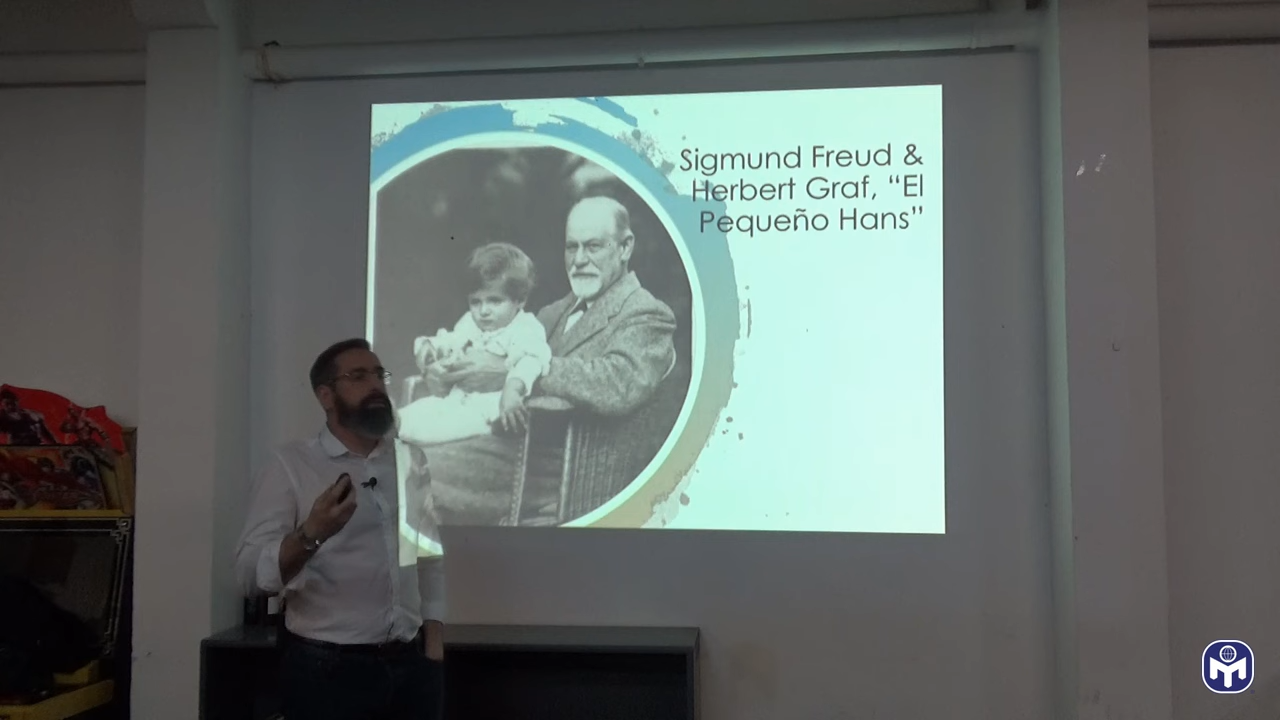 Sigmund Freud &
Herbert Graf, “El
Pequeño Hans”